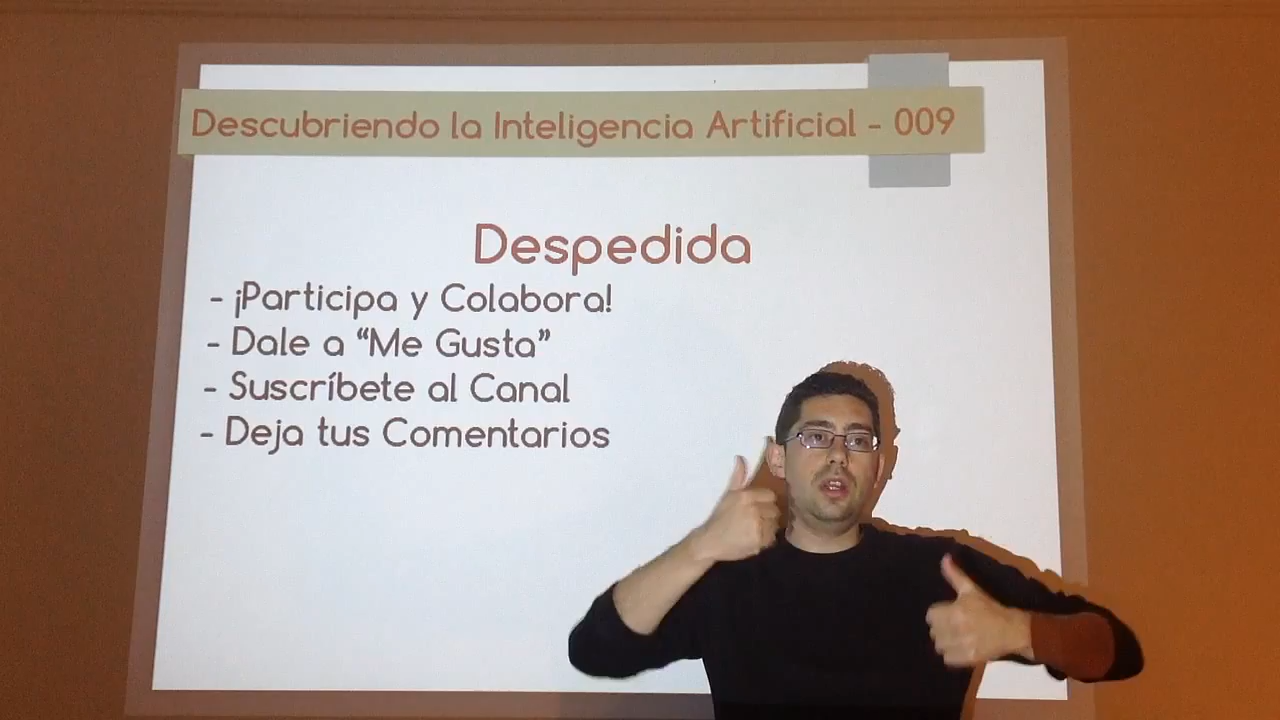 Descubriendo la Inteligencia Artificial - 009
Despedida
- ¡Participa y Colabora!
- Dale a “Me Gusta”
- Suscríbete al Canal
- Deja tus Comentarios